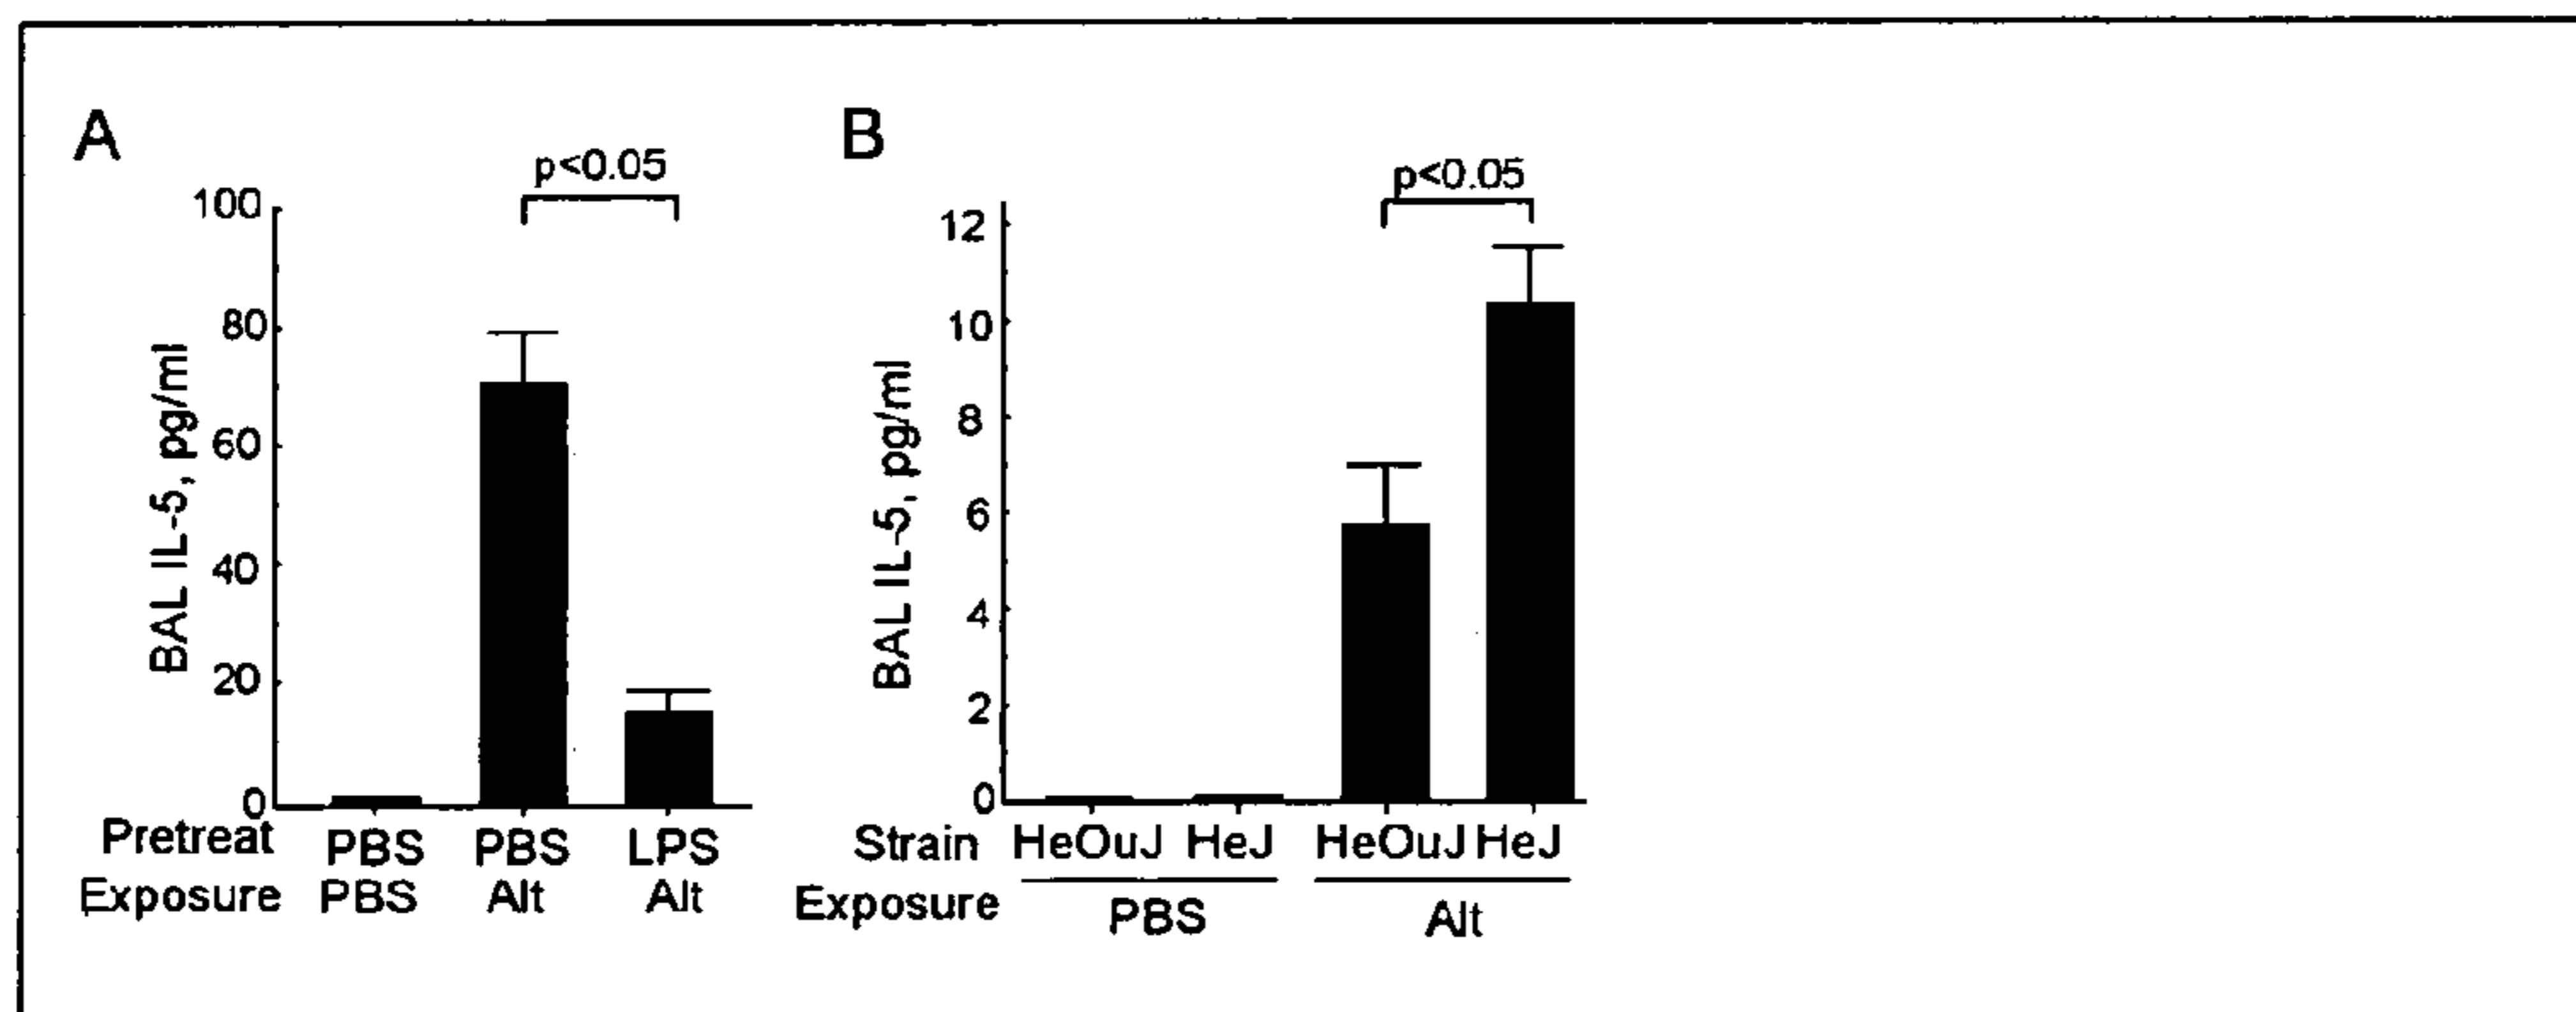 A
p<0.05
100
80
60
40
20
0
BAL IL-5, pg/ml
Pretreat PBS PBS LPS
Exposure PBS Alt Alt
B
p<0.05
12
10
8
6
4
2
0
BAL IL-5, pg/ml
Strain HeOuJ HeJ HeOuJ HeJ
Exposure PBS Alt